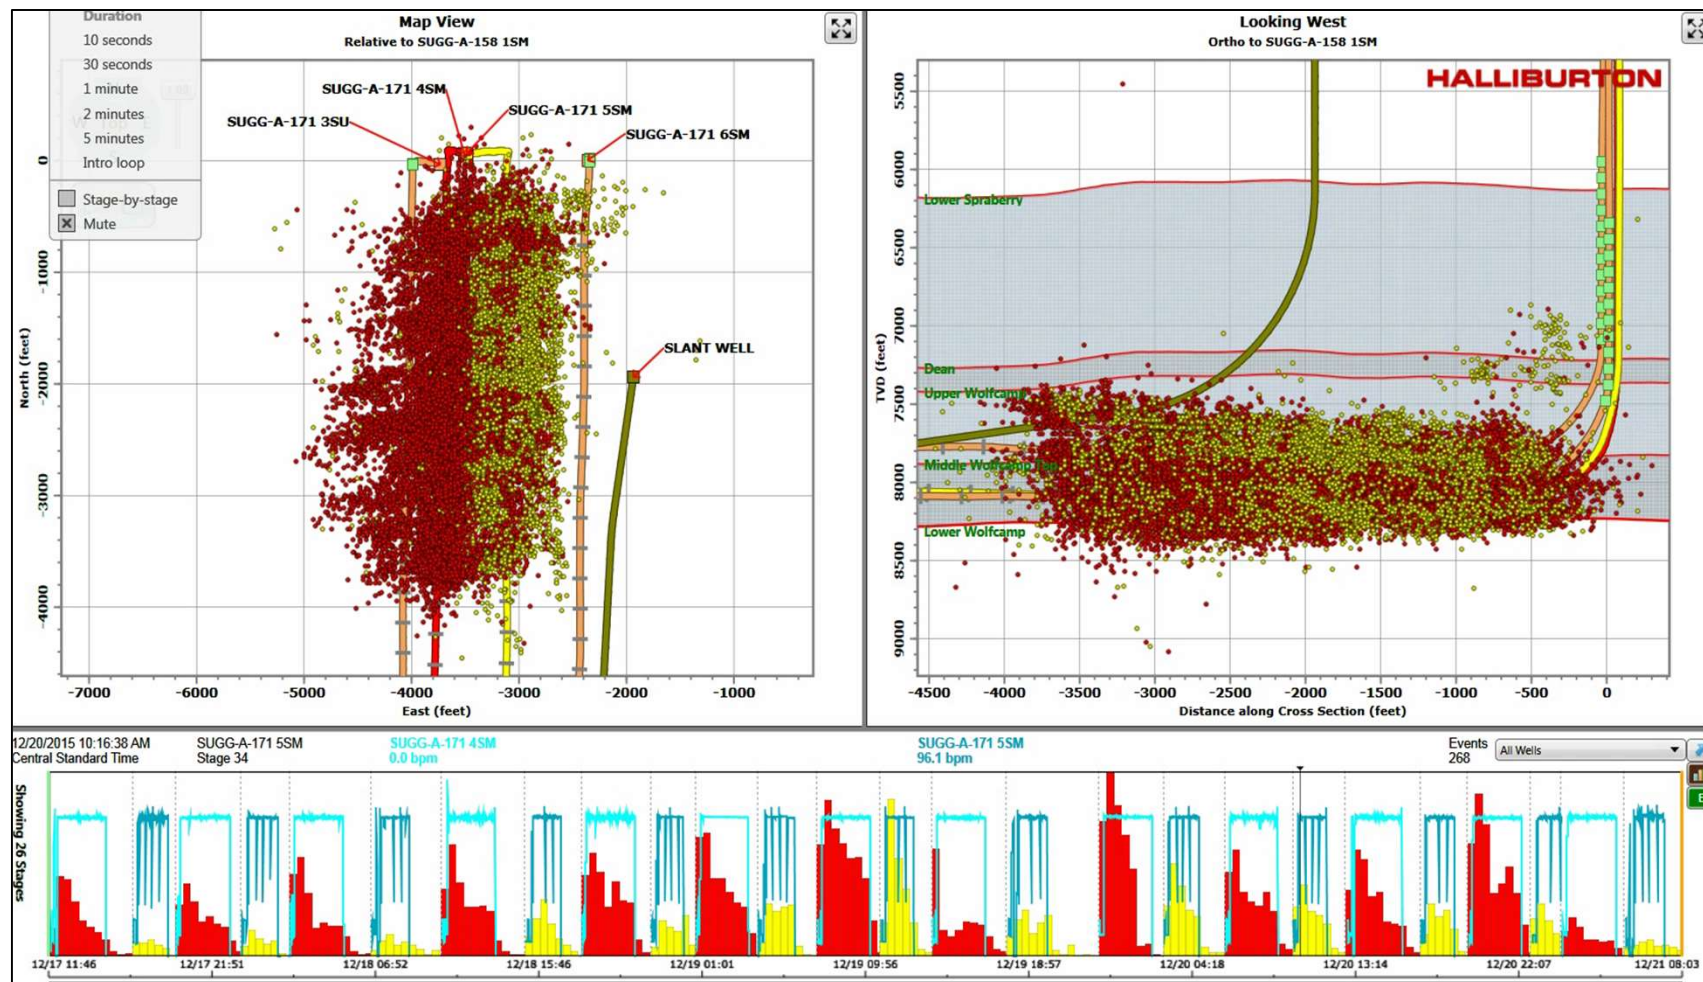 Duration
10 seconds
30 seconds
1 minute
2 minutes
5 minutes
Intro loop
Stage-by-stage
Mute
Map View
Relative to SUGG-A-158 1SM
SUGG-A-171 4SM
SUGG-A-171 5SM
SUGG-A-171 3SU
SUGG-A-171 6SM
SLANT WELL
North (feet)
0
-1000
-2000
-3000
-4000
-7000 -6000 -5000 -4000 -3000 -2000 -1000
East (feet)
Looking West
Ortho to SUGG-A-158 1SM
HALLIBURTON
TVD (feet)
5500
6000
6500
7000
7500
8000
8500
9000
Lower Spraberry
Dean
Upper Wolfcamp
Middle Wolfcamp
Lower Wolfcamp
-4500 -4000 -3500 -3000 -2500 -2000 -1500 -1000 -500 0
Distance along Cross Section (feet)
12/20/2015 10:16:38 AM SUGG-A-171 5SM SUGG-A-171 4SM SUGG-A-171 5SM Events All Wells
Central Standard Time Stage 34 0.0 bpm 96.1 bpm 268
Showing 26 Stages
12/17 11:46 12/17 21:51 12/18 06:52 12/18 15:46 12/19 01:01 12/19 09:56 12/19 18:57 12/20 04:18 12/20 13:14 12/20 22:07 12/21 08:03